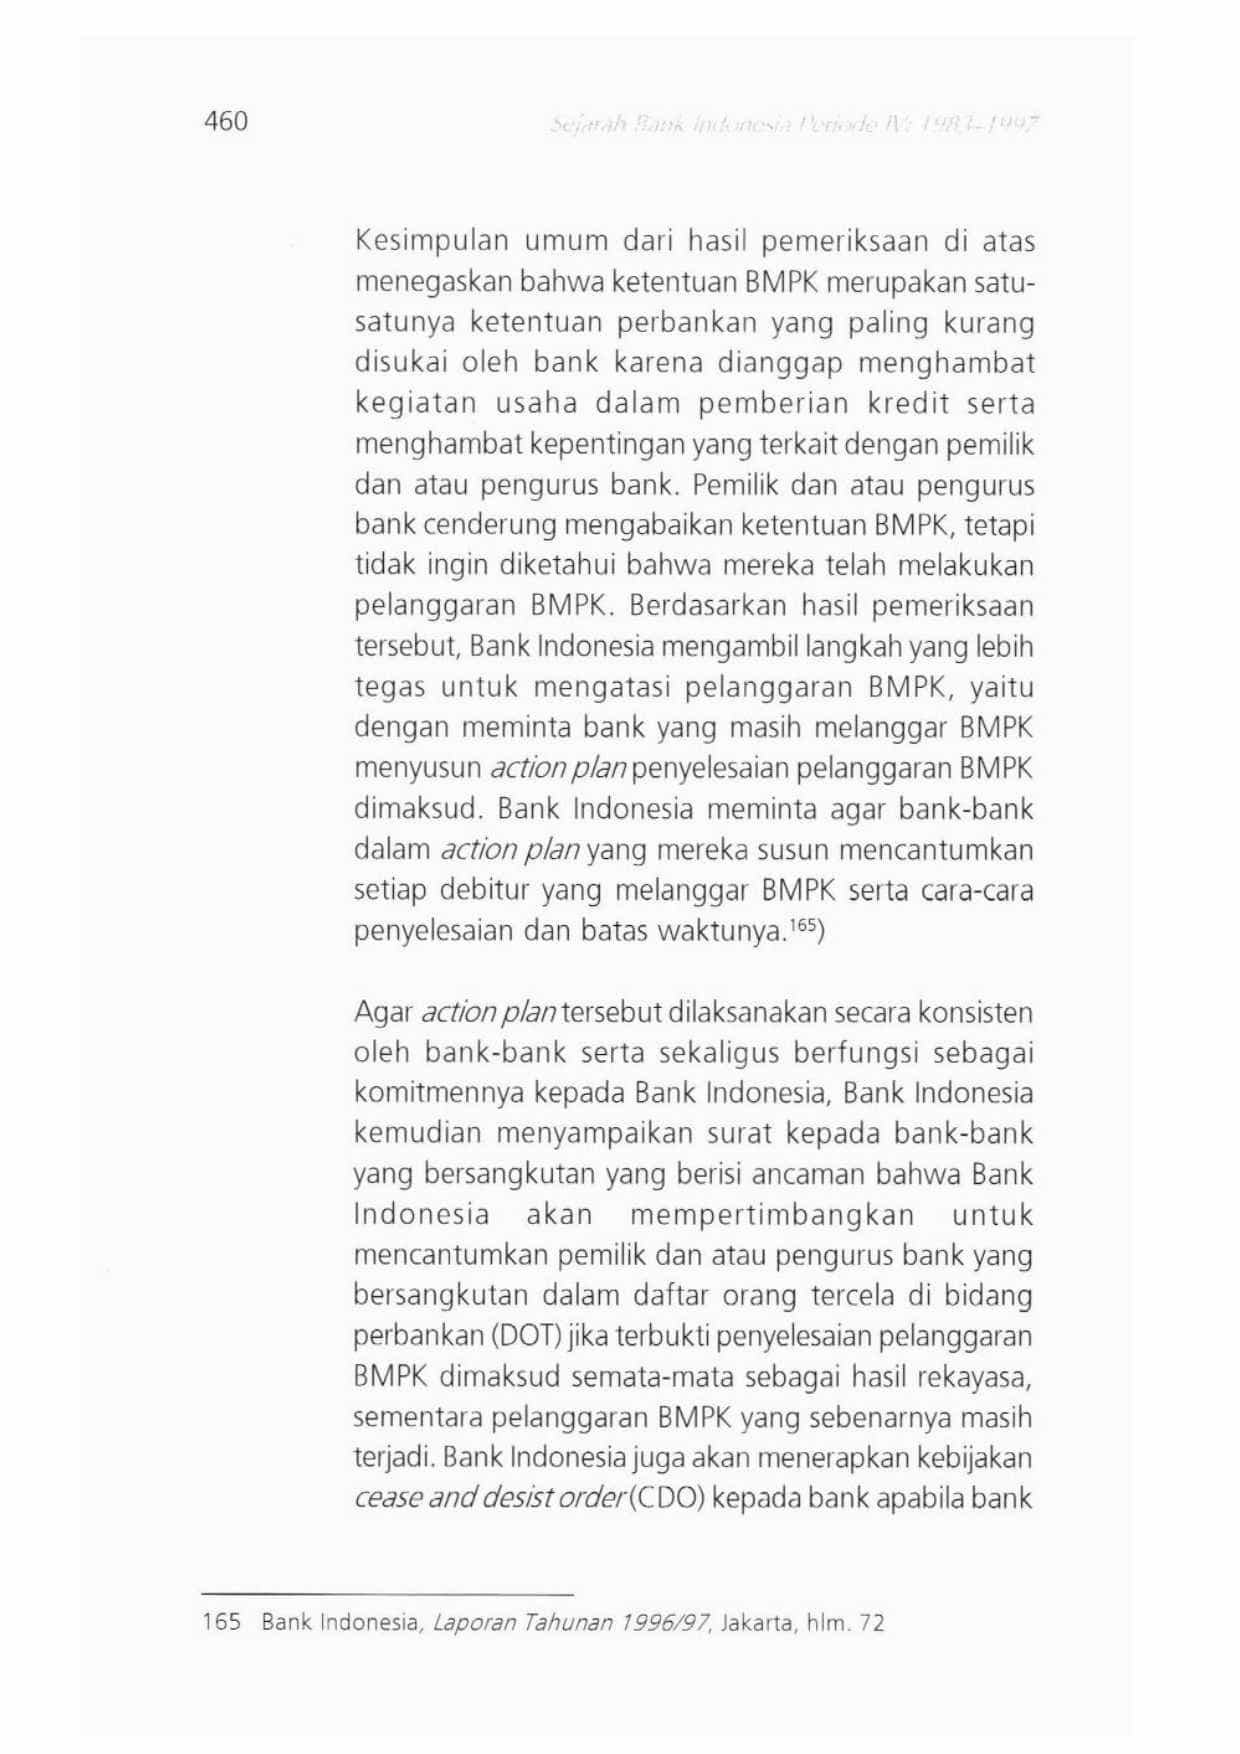 460
Sejarah Bank Indonesia Periode IV: 1983–1997
Kesimpulan umum dari hasil pemeriksaan di atas
menegaskan bahwa ketentuan BMPK merupakan satu-
satunya ketentuan perbankan yang paling kurang
disukai oleh bank karena dianggap menghambat
kegiatan usaha dalam pemberian kredit serta
menghambat kepentingan yang terkait dengan pemilik
dan atau pengurus bank. Pemilik dan atau pengurus
bank cenderung mengabaikan ketentuan BMPK, tetapi
tidak ingin diketahui bahwa mereka telah melakukan
pelanggaran BMPK. Berdasarkan hasil pemeriksaan
tersebut, Bank Indonesia mengambil langkah yang lebih
tegas untuk mengatasi pelanggaran BMPK, yaitu
dengan meminta bank yang masih melanggar BMPK
menyusun action plan penyelesaian pelanggaran BMPK
dimaksud. Bank Indonesia meminta agar bank-bank
dalam action plan yang mereka susun mencantumkan
setiap debitur yang melanggar BMPK serta cara-cara
penyelesaian dan batas waktunya.¹⁶⁵)
Agar action plan tersebut dilaksanakan secara konsisten
oleh bank-bank serta sekaligus berfungsi sebagai
komitmennya kepada Bank Indonesia, Bank Indonesia
kemudian menyampaikan surat kepada bank-bank
yang bersangkutan yang berisi ancaman bahwa Bank
Indonesia akan mempertimbangkan untuk
mencantumkan pemilik dan atau pengurus bank yang
bersangkutan dalam daftar orang tercela di bidang
perbankan (DOT) jika terbukti penyelesaian pelanggaran
BMPK dimaksud semata-mata sebagai hasil rekayasa,
sementara pelanggaran BMPK yang sebenarnya masih
terjadi. Bank Indonesia juga akan menerapkan kebijakan
cease and desist order (CDO) kepada bank apabila bank
165 Bank Indonesia, Laporan Tahunan 1996/97, Jakarta, hlm. 72